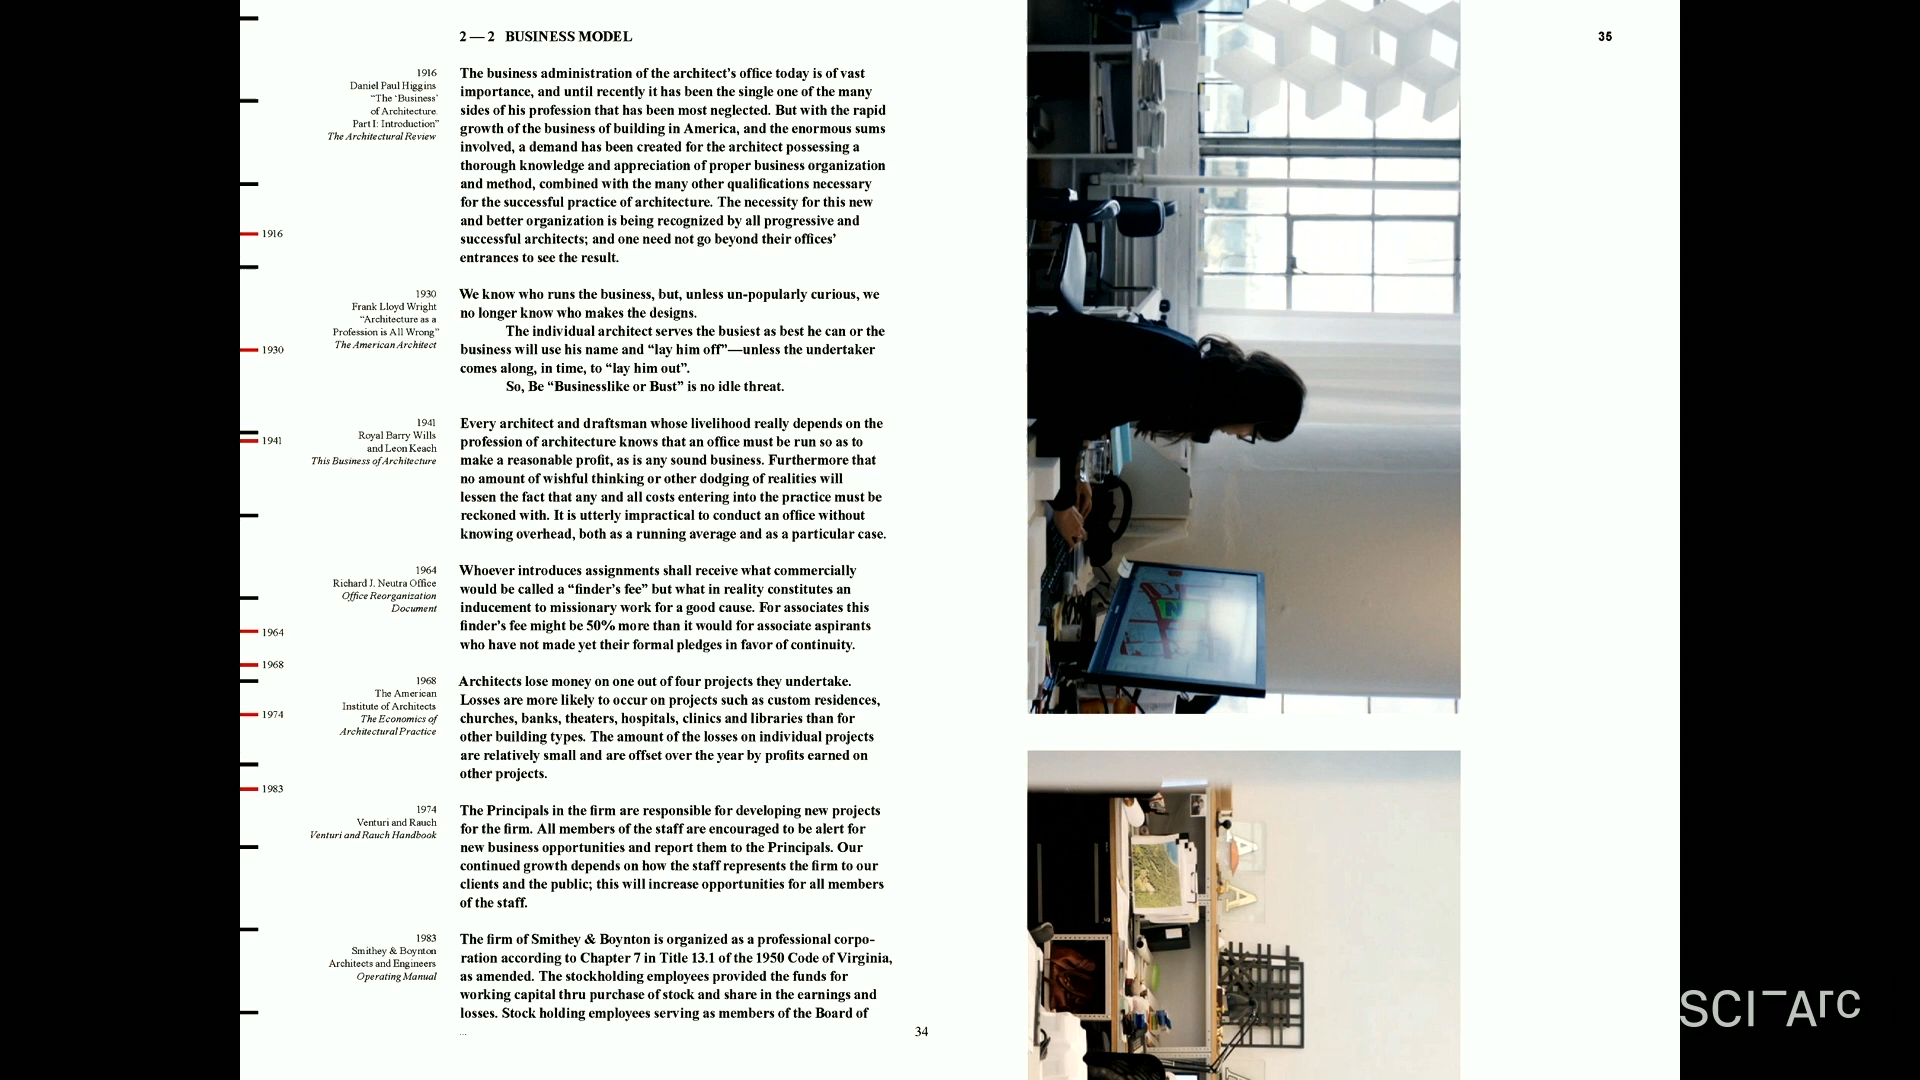 2 — 2 BUSINESS MODEL
35
1916
Daniel Paul Higgins
“The ‘Business’
of Architecture
Part I: Introduction”
The Architectural Review
The business administration of the architect’s office today is of vast
importance, and until recently it has been the single one of the many
sides of his profession that has been most neglected. But with the rapid
growth of the business of building in America, and the enormous sums
involved, a demand has been created for the architect possessing a
thorough knowledge and appreciation of proper business organization
and method, combined with the many other qualifications necessary
for the successful practice of architecture. The necessity for this new
and better organization is being recognized by all progressive and
successful architects; and one need not go beyond their offices’
entrances to see the result.
1916
1930
Frank Lloyd Wright
“Architecture as a
Profession is All Wrong”
The American Architect
We know who runs the business, but, unless un-popularly curious, we
no longer know who makes the designs.
The individual architect serves the busiest as best he can or the
business will use his name and “lay him off”—unless the undertaker
comes along, in time, to “lay him out”.
So, Be “Businesslike or Bust” is no idle threat.
1930
1941
Royal Barry Wills
and Leon Keach
This Business of Architecture
Every architect and draftsman whose livelihood really depends on the
profession of architecture knows that an office must be run so as to
make a reasonable profit, as is any sound business. Furthermore that
no amount of wishful thinking or other dodging of realities will
lessen the fact that any and all costs entering into the practice must be
reckoned with. It is utterly impractical to conduct an office without
knowing overhead, both as a running average and as a particular case.
1941
1964
Richard J. Neutra Office
Office Reorganization
Document
Whoever introduces assignments shall receive what commercially
would be called a “finder’s fee” but what in reality constitutes an
inducement to missionary work for a good cause. For associates this
finder’s fee might be 50% more than it would for associate aspirants
who have not made yet their formal pledges in favor of continuity.
1964
1968
1968
The American
Institute of Architects
The Economics of
Architectural Practice
Architects lose money on one out of four projects they undertake.
Losses are more likely to occur on projects such as custom residences,
churches, banks, theaters, hospitals, clinics and libraries than for
other building types. The amount of the losses on individual projects
are relatively small and are offset over the year by profits earned on
other projects.
1974
1983
1974
Venturi and Rauch
Venturi and Rauch Handbook
The Principals in the firm are responsible for developing new projects
for the firm. All members of the staff are encouraged to be alert for
new business opportunities and report them to the Principals. Our
continued growth depends on how the staff represents the firm to our
clients and the public; this will increase opportunities for all members
of the staff.
1983
Smithey & Boynton
Architects and Engineers
Operating Manual
The firm of Smithey & Boynton is organized as a professional corpo-
ration according to Chapter 7 in Title 13.1 of the 1950 Code of Virginia,
as amended. The stockholding employees provided the funds for
working capital thru purchase of stock and share in the earnings and
losses. Stock holding employees serving as members of the Board of
...
34
A
A
SCI-Arc